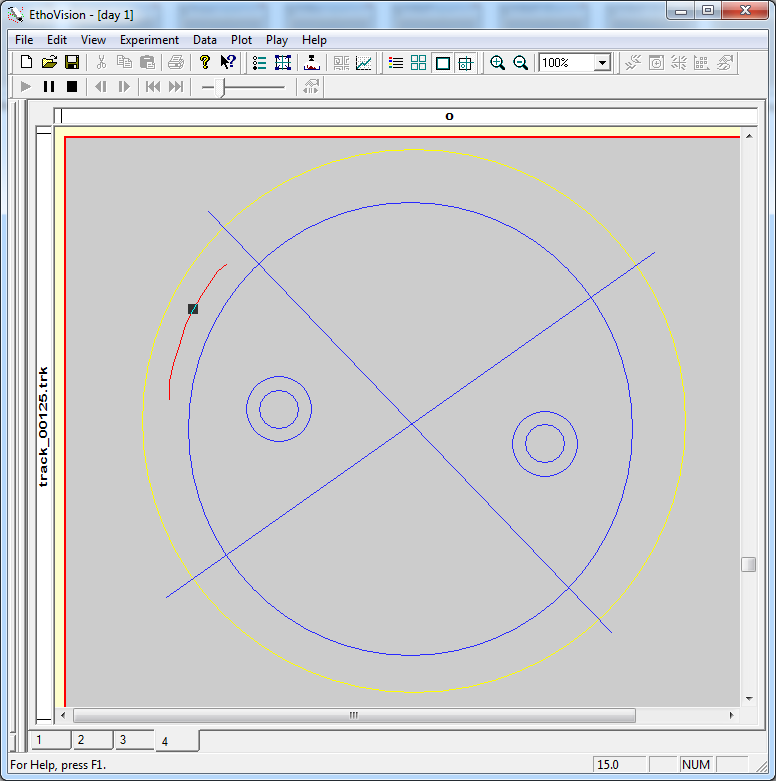 EthoVision - [day 1]
File Edit View Experiment Data Plot Play Help
100%
o
track_00125.trk
1 2 3 4
For Help, press F1. 15.0 NUM